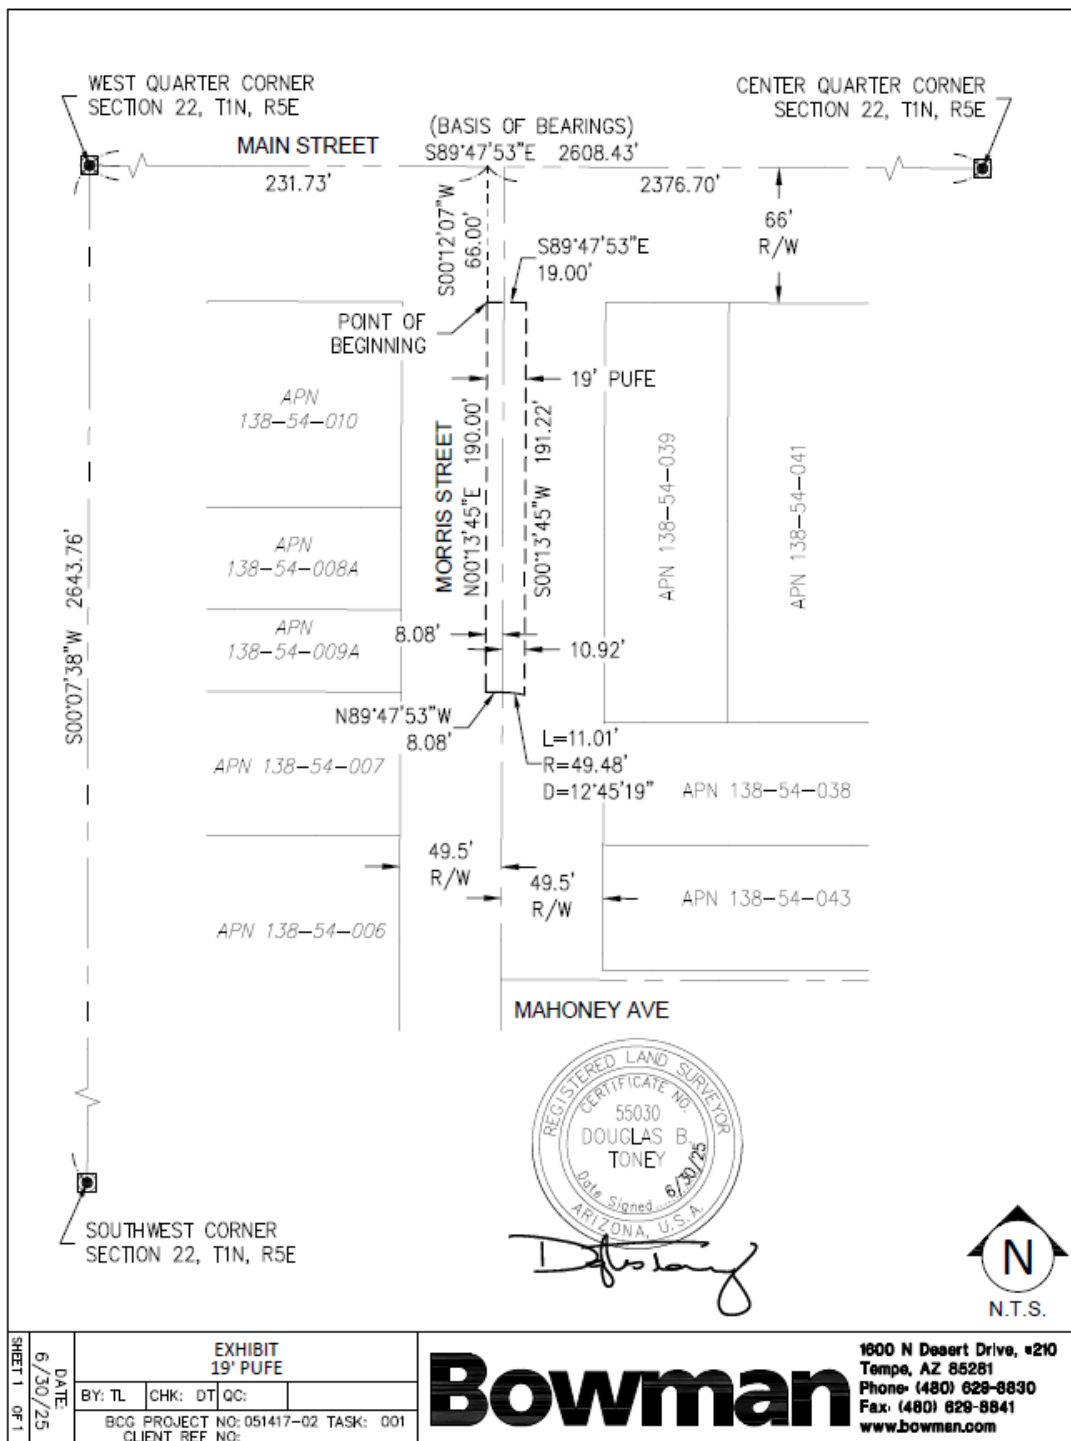 WEST QUARTER CORNER
SECTION 22, T1N, R5E
CENTER QUARTER CORNER
SECTION 22, T1N, R5E
MAIN STREET
(BASIS OF BEARINGS)
S89°47'53"E 2608.43'
231.73'
2376.70'
S00°12'07"W
66.00'
66'
R/W
S89°47'53"E
19.00'
POINT OF
BEGINNING
19' PUFE
APN
138-54-010
MORRIS STREET
N00°13'45"E 190.00'
S00°13'45"W 191.22'
APN 138-54-039
APN 138-54-041
S00°07'38"W 2643.76'
APN
138-54-008A
APN
138-54-009A
8.08'
10.92'
N89°47'53"W
8.08'
L=11.01'
R=49.48'
D=12°45'19"
APN 138-54-007
APN 138-54-038
49.5'
R/W
49.5'
R/W
APN 138-54-043
APN 138-54-006
MAHONEY AVE
REGISTERED LAND SURVEYOR
CERTIFICATE NO.
55030
DOUGLAS B.
TONEY
Date Signed 6/30/25
ARIZONA, U.S.A.
SOUTHWEST CORNER
SECTION 22, T1N, R5E
N
N.T.S.
SHEET 1 OF 1
DATE:
6/30/25
EXHIBIT
19' PUFE
BY: TL CHK: DT QC:
BCG PROJECT NO: 051417-02 TASK: 001
CLIENT REF NO:
Bowman
1600 N Desert Drive, #210
Tempe, AZ 85281
Phone: (480) 629-8830
Fax: (480) 629-8841
www.bowman.com